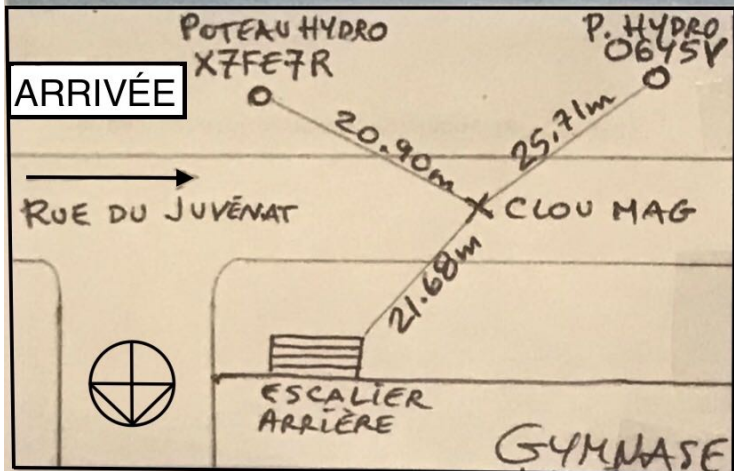 POTEAU HYDRO
X7FE7R
P. HYDRO
0645V
ARRIVÉE
20.90m
25.71m
RUE DU JUVÉNAT
CLOU MAG
21.68m
ESCALIER
ARRIÈRE
GYMNASE